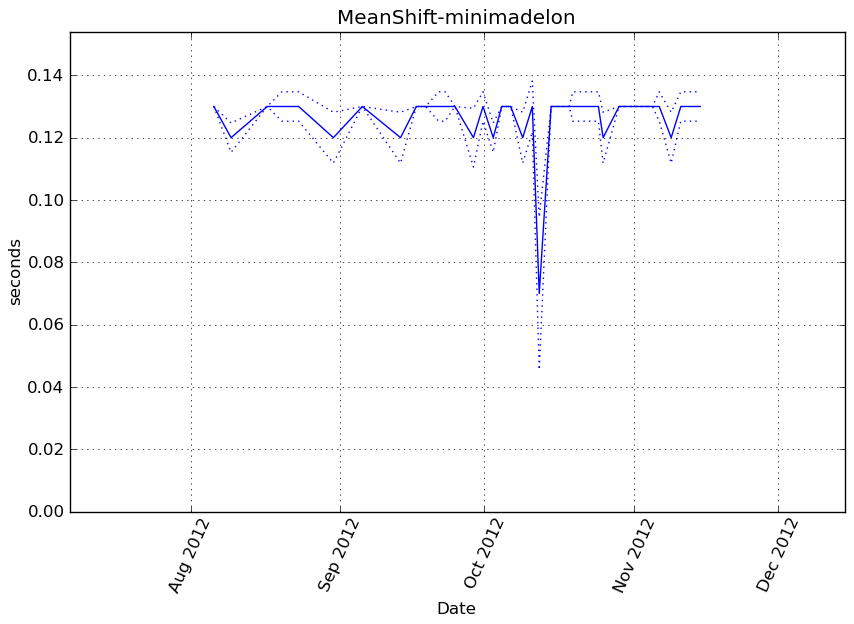 MeanShift-minimadelon
0.14
0.12
0.10
0.08
0.06
0.04
0.02
0.00
seconds
Aug 2012
Sep 2012
Oct 2012
Nov 2012
Dec 2012
Date